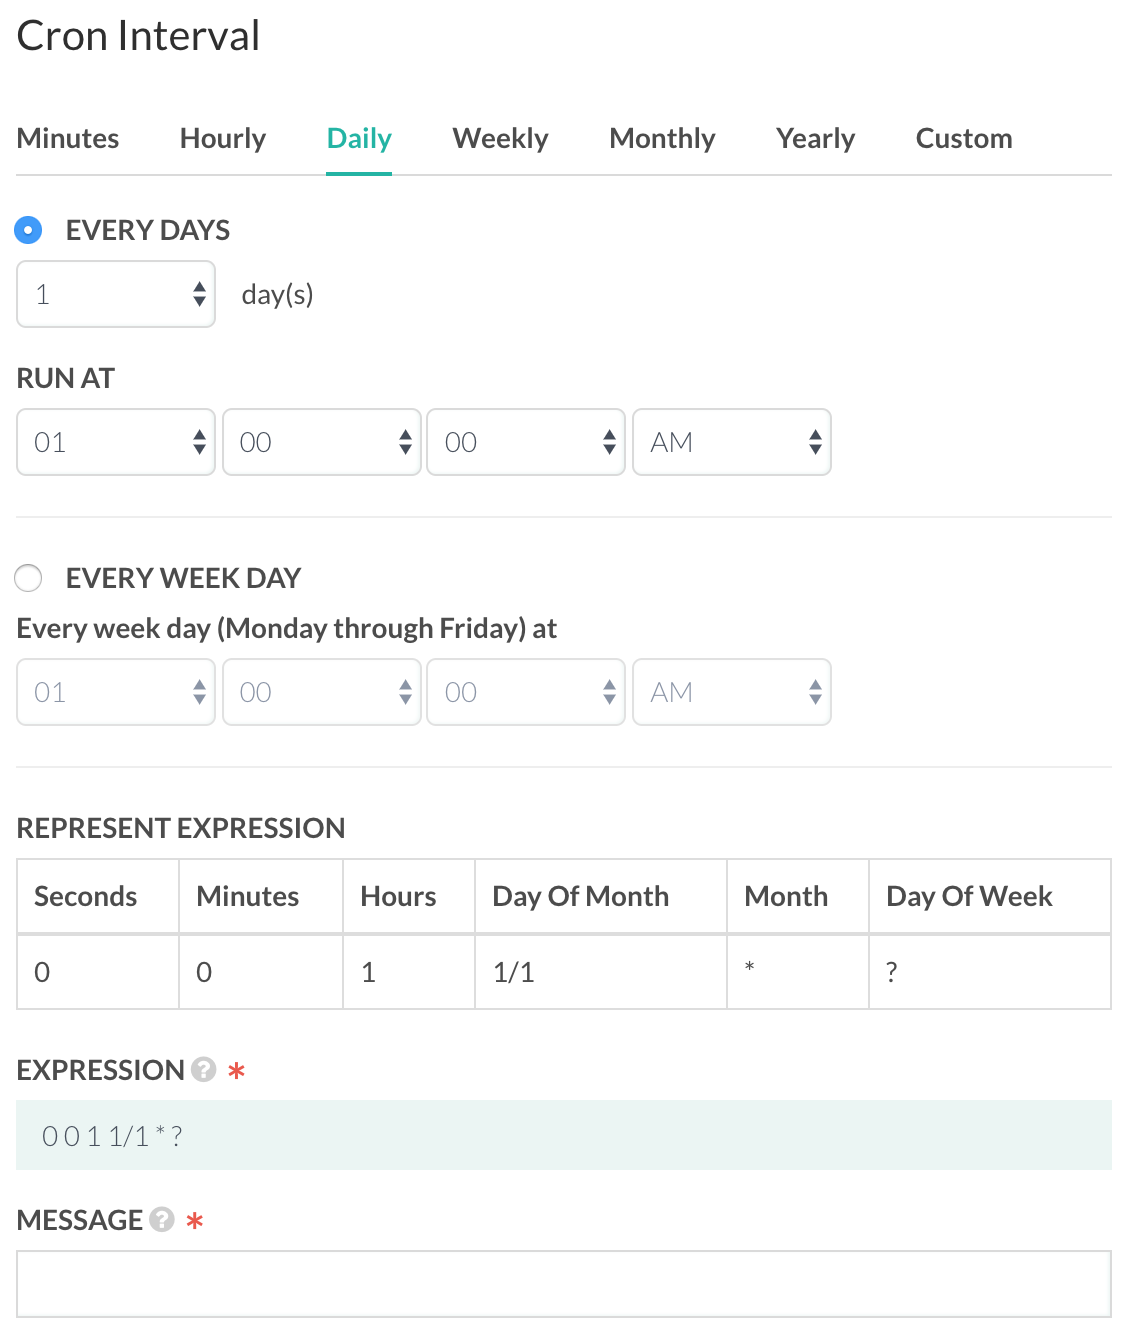 Cron Interval
Minutes Hourly Daily Weekly Monthly Yearly Custom
EVERY DAYS
1 day(s)
RUN AT
01 00 00 AM
EVERY WEEK DAY
Every week day (Monday through Friday) at
01 00 00 AM
REPRESENT EXPRESSION
Seconds Minutes Hours Day Of Month Month Day Of Week
0 0 1 1/1 * ?
EXPRESSION ? *
0 0 1 1/1 * ?
MESSAGE ? *